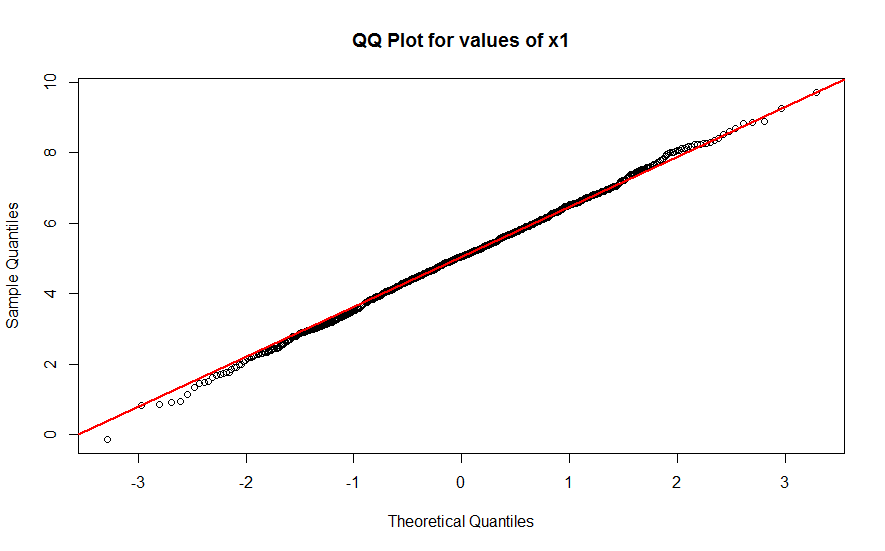 QQ Plot for values of x1
10
8
6
4
2
0
Sample Quantiles
-3 -2 -1 0 1 2 3
Theoretical Quantiles